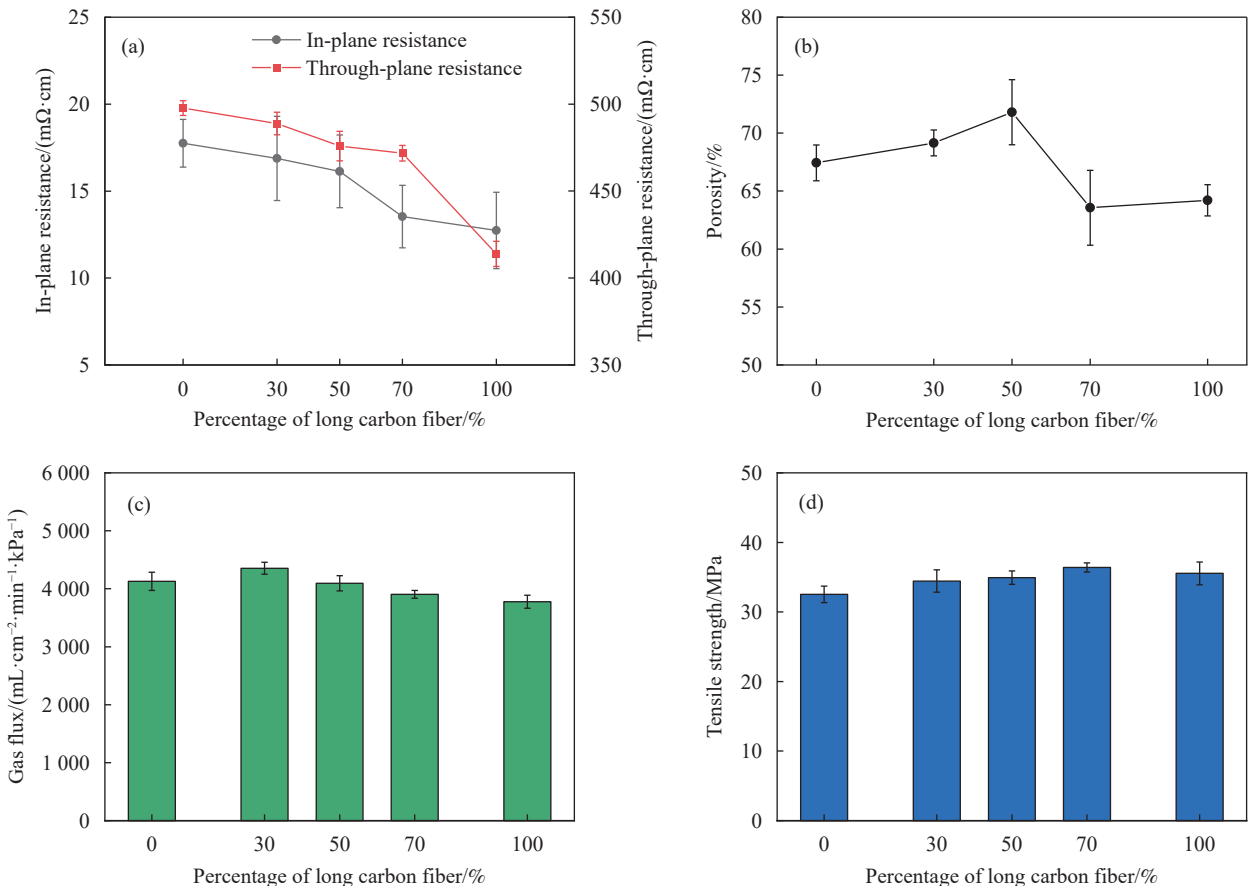 (a)
In-plane resistance
Through-plane resistance
25
20
15
10
5
In-plane resistance/(mΩ·cm)
550
500
450
400
350
Through-plane resistance/(mΩ·cm)
0 30 50 70 100
Percentage of long carbon fiber/%
(b)
80
75
70
65
60
55
50
Porosity/%
0 30 50 70 100
Percentage of long carbon fiber/%
(c)
6 000
5 000
4 000
3 000
2 000
1 000
0
Gas flux/(mL·cm⁻²·min⁻¹·kPa⁻¹)
0 30 50 70 100
Percentage of long carbon fiber/%
(d)
50
40
30
20
10
0
Tensile strength/MPa
0 30 50 70 100
Percentage of long carbon fiber/%